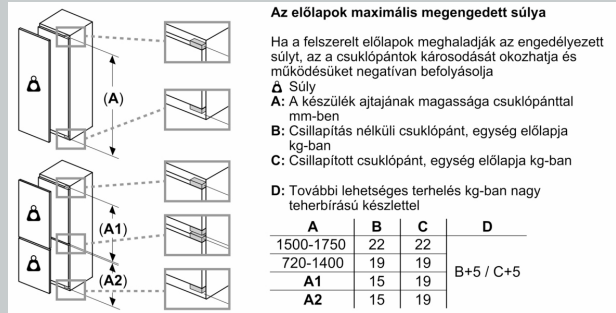 Az előlapok maximális megengedett súlya
Ha a felszerelt előlapok meghaladják az engedélyezett
súlyt, az a csuklópántok károsodását okozhatja és
működésüket negatívan befolyásolja
Súly
A: A készülék ajtajának magassága csuklópánttal
mm-ben
B: Csillapítás nélküli csuklópánt, egység előlapja
kg-ban
C: Csillapított csuklópánt, egység előlapja kg-ban
D: További lehetséges terhelés kg-ban nagy
teherbírású készlettel
A B C D
1500-1750 22 22
720-1400 19 19
A1 15 19
A2 15 19
B+5 / C+5
(A)
(A1)
(A2)